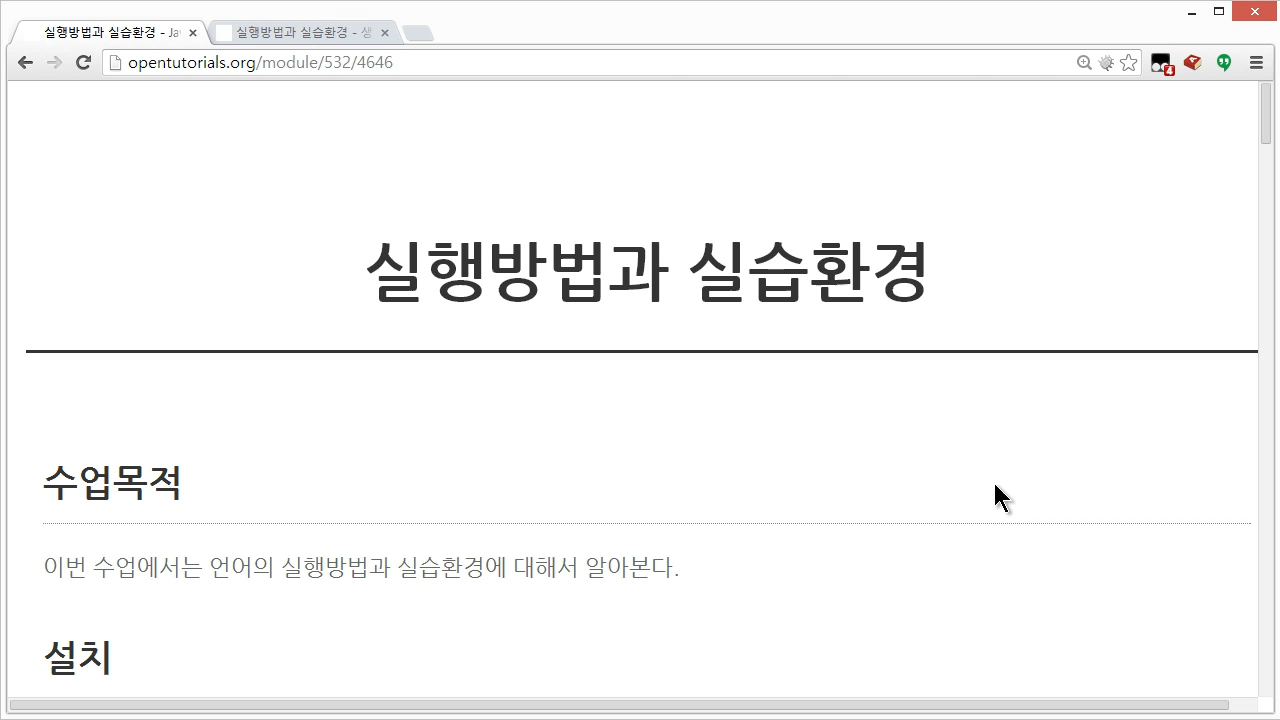 실행방법과 실습환경 - Ja
실행방법과 실습환경 - 생
opentutorials.org/module/532/4646
4
실행방법과 실습환경
수업목적
이번 수업에서는 언어의 실행방법과 실습환경에 대해서 알아본다.
설치